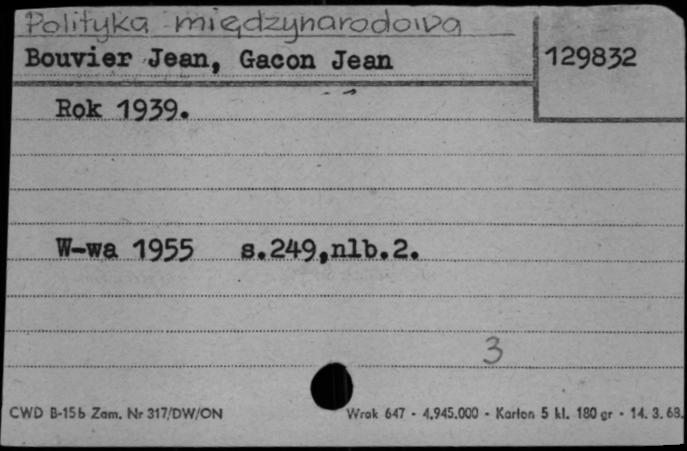 Polityka międzynarodowa
Bouvier Jean, Gacon Jean
129832
Rok 1939.
W-wa 1955 s.249,nlb.2.
3
CWD B-15b Zam. Nr 317/DW/ON
Wrak 647 - 4.945.000 - Karton 5 kl. 180 gr - 14. 3. 68.